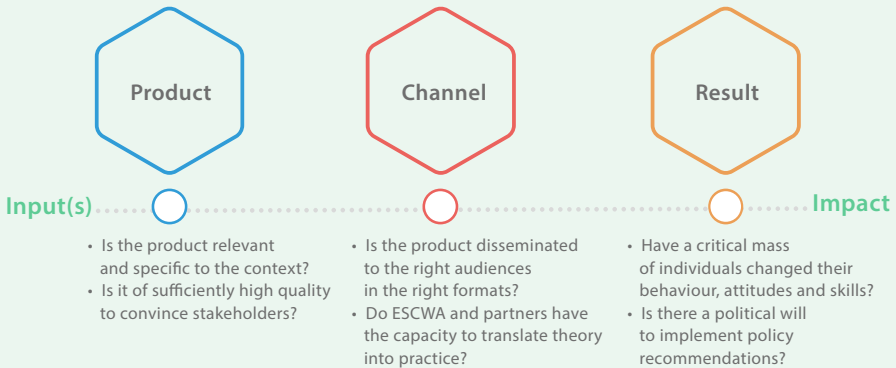 Product
Channel
Result
Input(s)
Impact
• Is the product relevant
and specific to the context?
• Is it of sufficiently high quality
to convince stakeholders?
• Is the product disseminated
to the right audiences
in the right formats?
• Do ESCWA and partners have
the capacity to translate theory
into practice?
• Have a critical mass
of individuals changed their
behaviour, attitudes and skills?
• Is there a political will
to implement policy
recommendations?